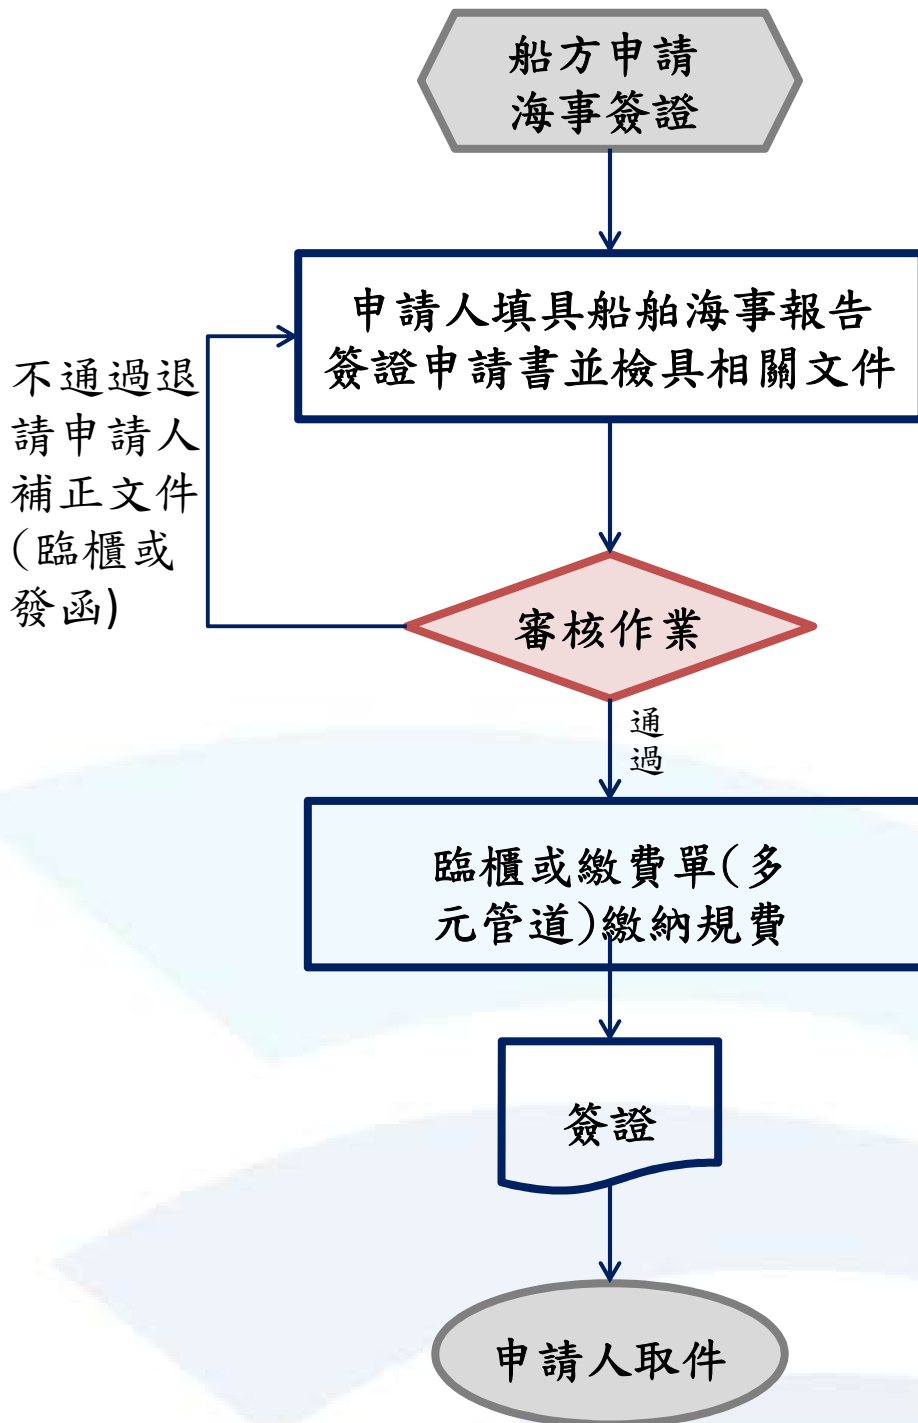 船方申請
海事簽證
申請人填具船舶海事報告
簽證申請書並檢具相關文件
不通過退
請申請人
補正文件
(臨櫃或
發函)
審核作業
通
過
臨櫃或繳費單(多
元管道)繳納規費
簽證
申請人取件